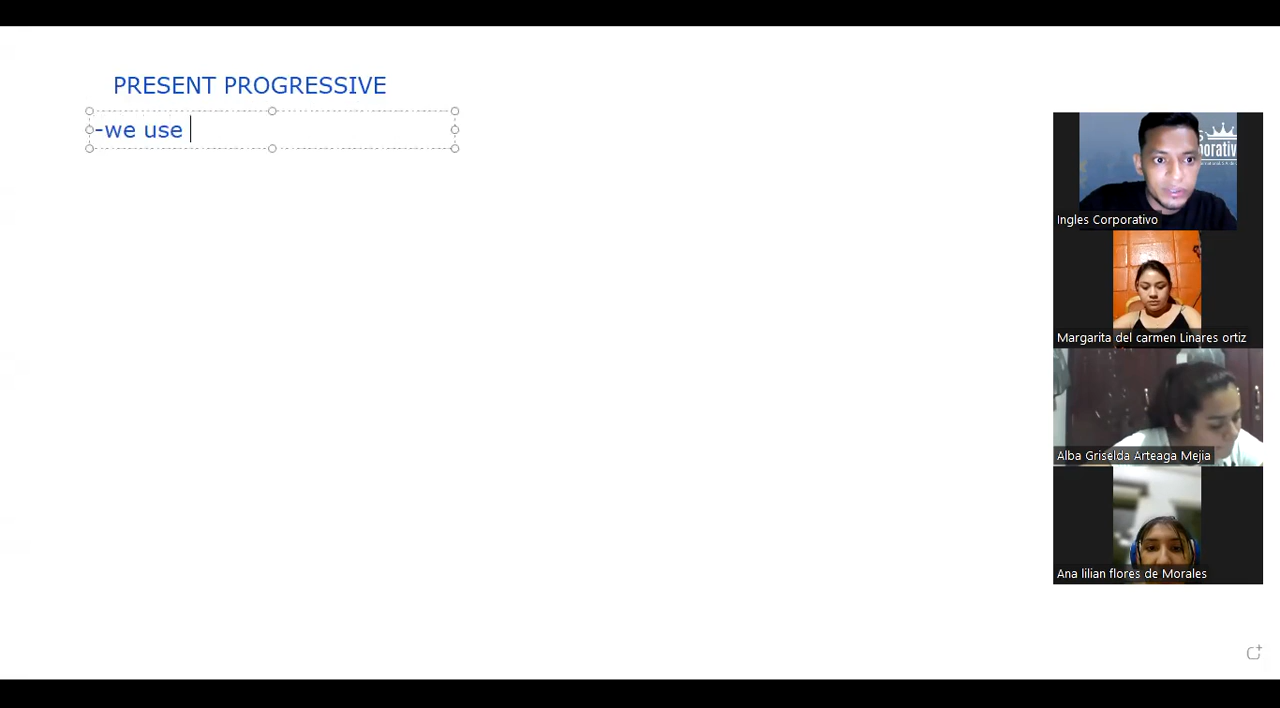 PRESENT PROGRESSIVE
-we use
Ingles Corporativo
Margarita del carmen Linares ortiz
Alba Griselda Arteaga Mejia
Ana lilian flores de Morales